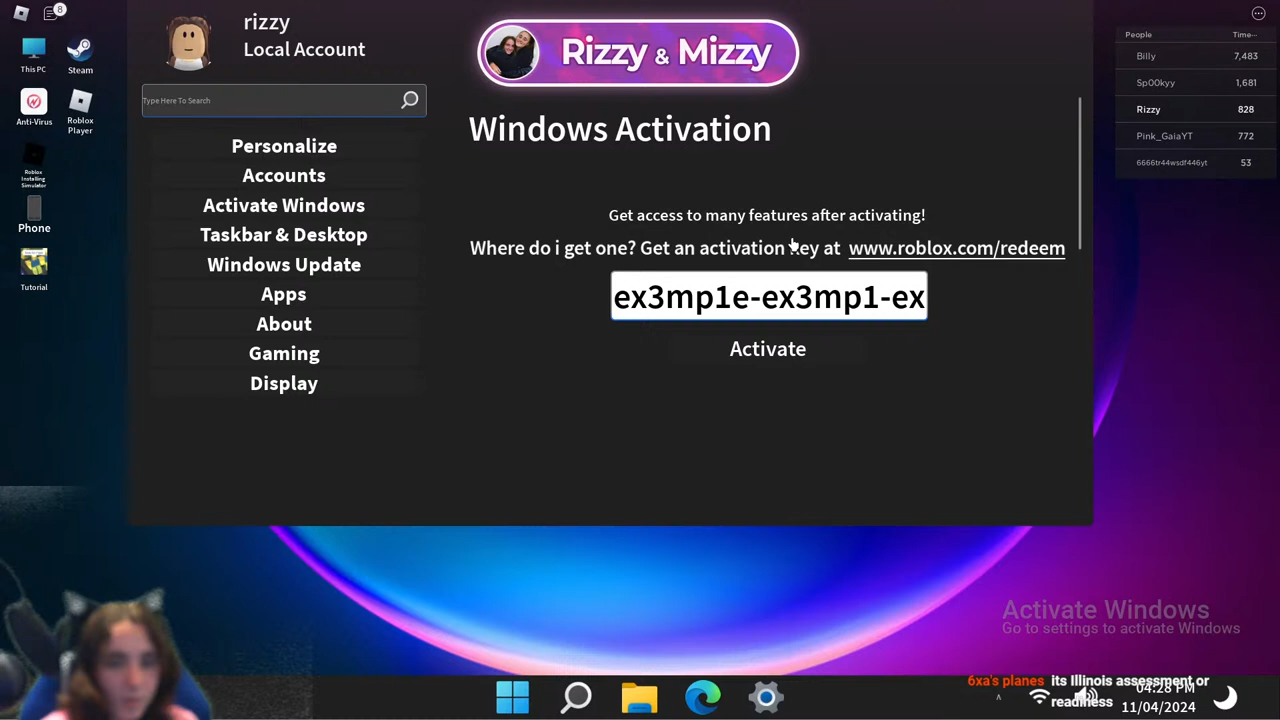 8
This PC
Steam
Anti-Virus
Roblox Player
Roblox Installing Simulator
Phone
Tutorial
rizzy
Local Account
Type Here To Search
Personalize
Accounts
Activate Windows
Taskbar & Desktop
Windows Update
Apps
About
Gaming
Display
Rizzy & Mizzy
Windows Activation
Get access to many features after activating!
Where do i get one? Get an activation key at www.roblox.com/redeem
ex3mp1e-ex3mp1-ex
Activate
People Time···
Billy 7,483
Sp00kyy 1,681
Rizzy 828
Pink_GaiaYT 772
6666tr44wsdf446yt 53
Activate Windows
Go to settings to activate Windows
6xa's planes its Illinois assessment or
readiness
04:28 PM
11/04/2024